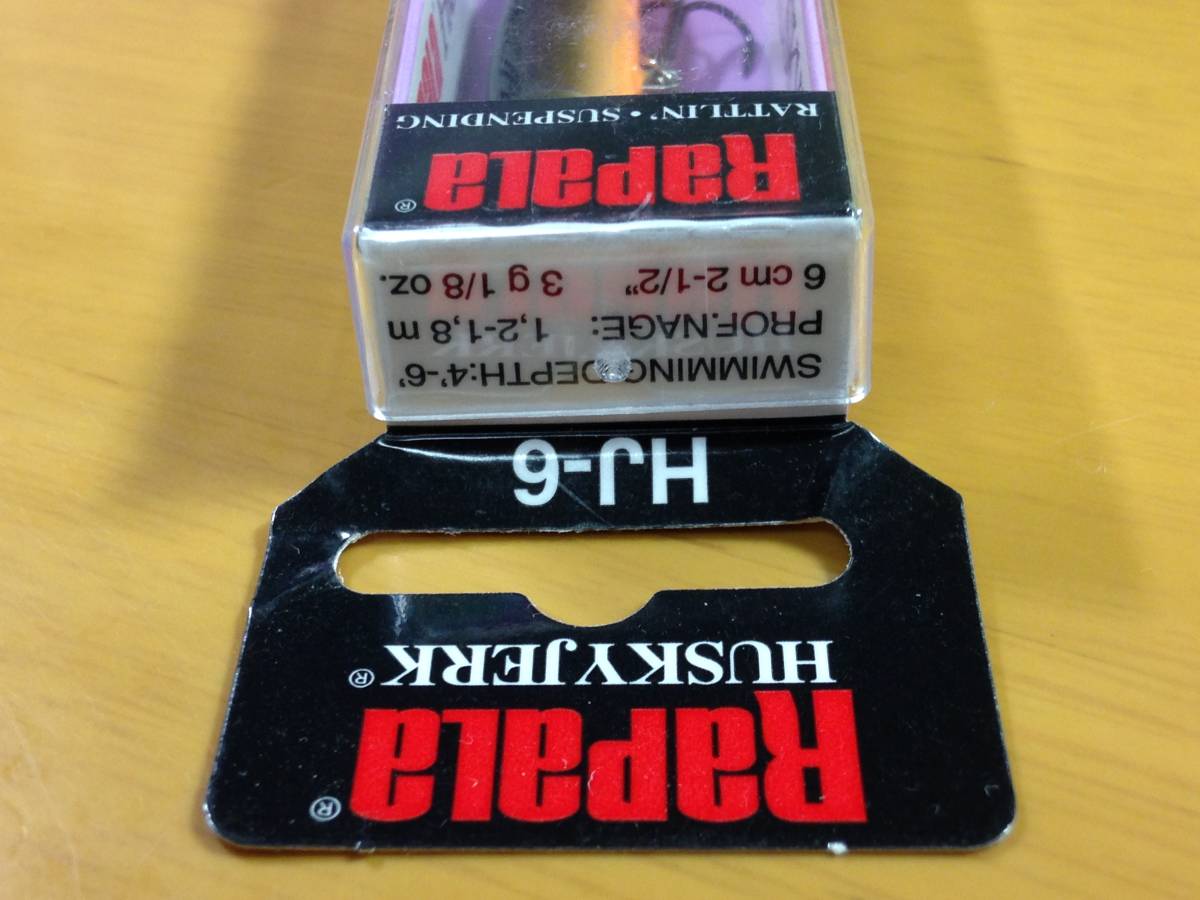 Rapala®
HUSKY JERK®
HJ-6
SWIMMING DEPTH:4'-6'
PROF.NAGE: 1,2-1,8 m
6 cm 2-1/2" 3 g 1/8 oz.
Rapala®
RATTLIN' • SUSPENDING